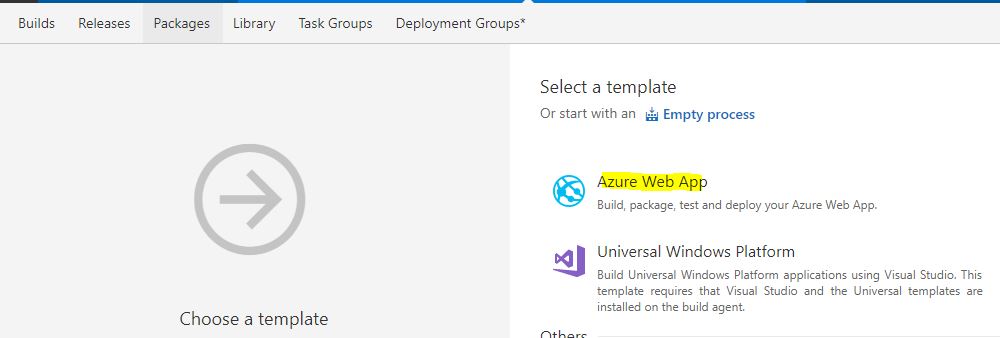 Builds Releases Packages Library Task Groups Deployment Groups*
Select a template
Or start with an Empty process
Azure Web App
Build, package, test and deploy your Azure Web App.
Universal Windows Platform
Build Universal Windows Platform applications using Visual Studio. This
template requires that Visual Studio and the Universal templates are
installed on the build agent.
Choose a template
Others